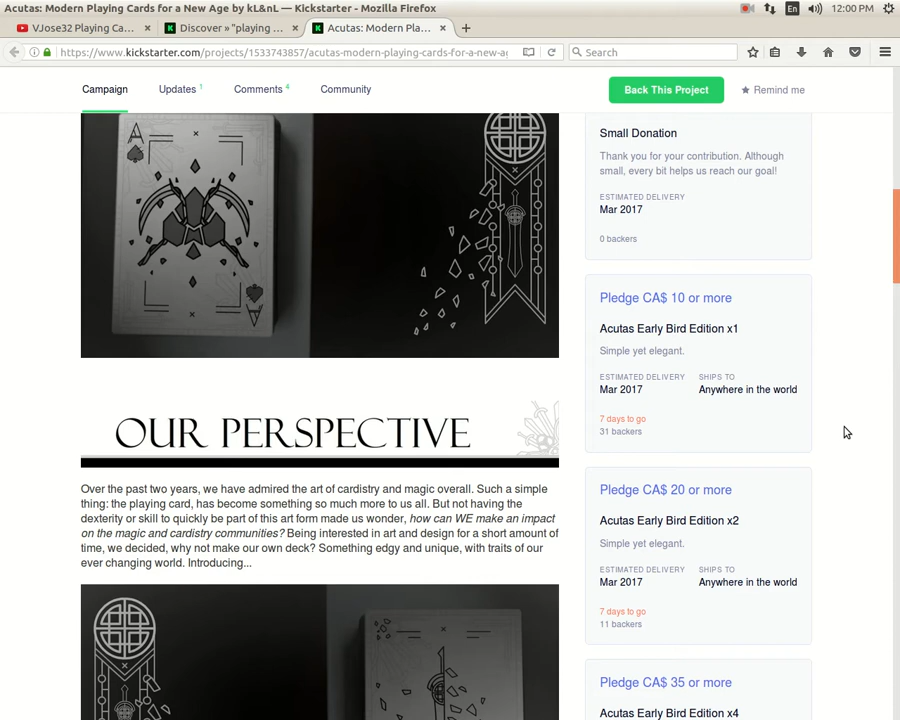 Acutas: Modern Playing Cards for a New Age by kL&nL — Kickstarter - Mozilla Firefox
En
12:00 PM
VJose32 Playing Ca...
Discover » "playing ...
Acutas: Modern Pla...
https://www.kickstarter.com/projects/1533743857/acutas-modern-playing-cards-for-a-new-ag
Search
Campaign
Updates 1
Comments 4
Community
Back This Project
Remind me
A
A
OUR PERSPECTIVE
Over the past two years, we have admired the art of cardistry and magic overall. Such a simple
thing: the playing card, has become something so much more to us all. But not having the
dexterity or skill to quickly be part of this art form made us wonder, how can WE make an impact
on the magic and cardistry communities? Being interested in art and design for a short amount of
time, we decided, why not make our own deck? Something edgy and unique, with traits of our
ever changing world. Introducing...
Small Donation
Thank you for your contribution. Although
small, every bit helps us reach our goal!
ESTIMATED DELIVERY
Mar 2017
0 backers
Pledge CA$ 10 or more
Acutas Early Bird Edition x1
Simple yet elegant.
ESTIMATED DELIVERY SHIPS TO
Mar 2017 Anywhere in the world
7 days to go
31 backers
Pledge CA$ 20 or more
Acutas Early Bird Edition x2
Simple yet elegant.
ESTIMATED DELIVERY SHIPS TO
Mar 2017 Anywhere in the world
7 days to go
11 backers
Pledge CA$ 35 or more
Acutas Early Bird Edition x4